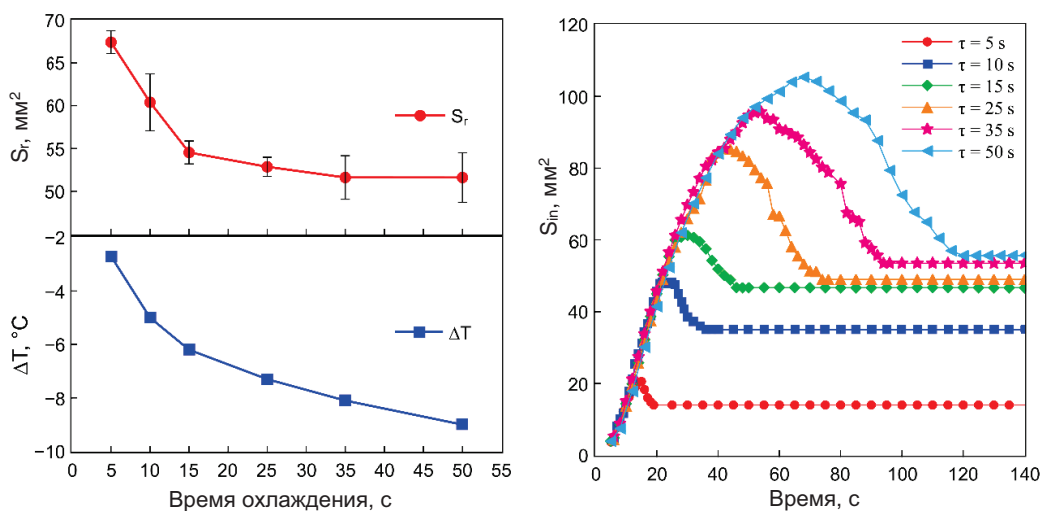 70
65
60
55
50
Sᵣ, мм²
Sᵣ
−2
−4
−6
−8
−10
ΔT, °C
ΔT
0 5 10 15 20 25 30 35 40 45 50 55
Время охлаждения, с
120
100
80
60
40
20
0
Sᵢₙ, мм²
τ = 5 s
τ = 10 s
τ = 15 s
τ = 25 s
τ = 35 s
τ = 50 s
0 20 40 60 80 100 120 140
Время, с